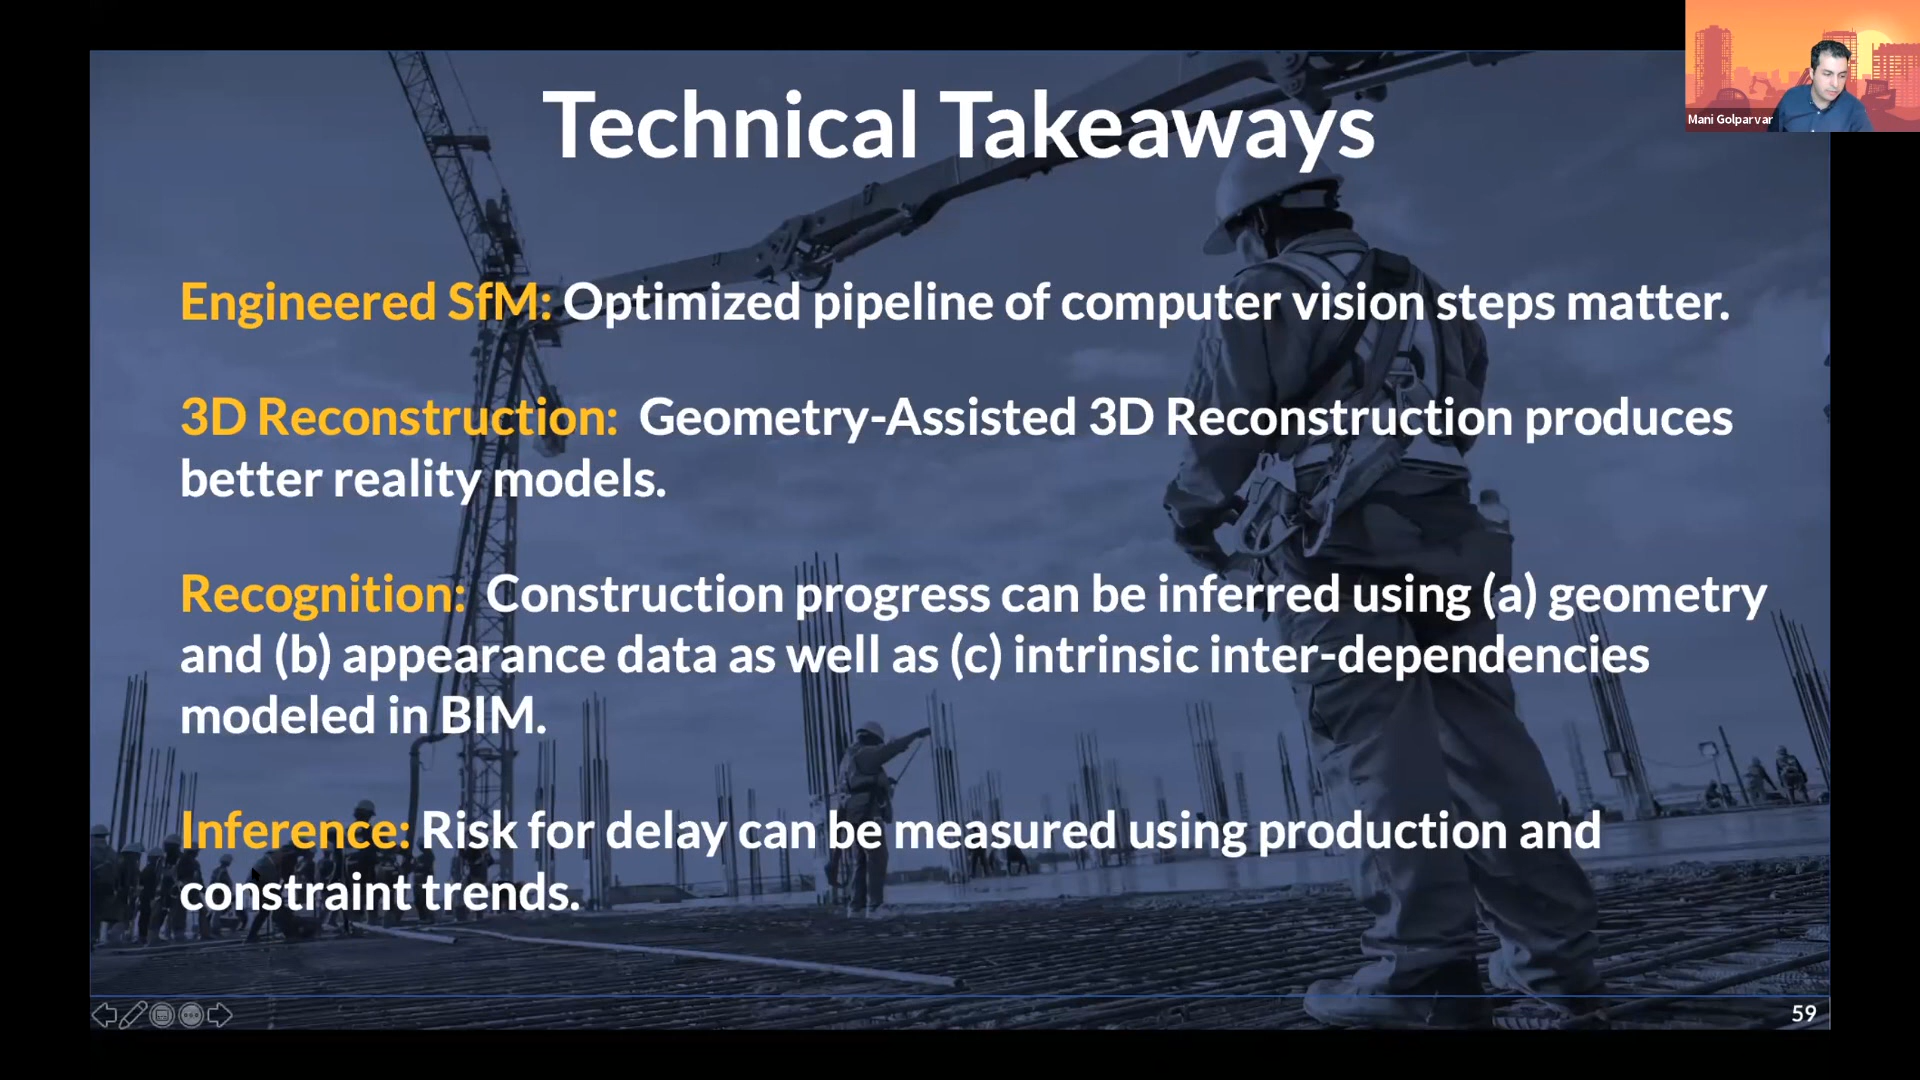 Technical Takeaways
Mani Golparvar
Engineered SfM: Optimized pipeline of computer vision steps matter.
3D Reconstruction: Geometry-Assisted 3D Reconstruction produces
better reality models.
Recognition: Construction progress can be inferred using (a) geometry
and (b) appearance data as well as (c) intrinsic inter-dependencies
modeled in BIM.
Inference: Risk for delay can be measured using production and
constraint trends.
59